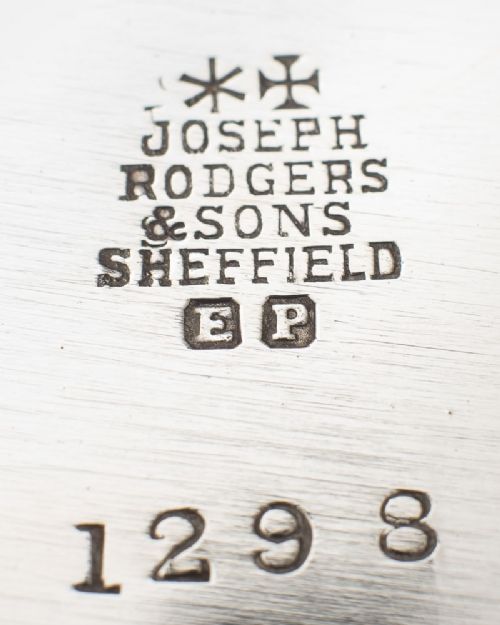 JOSEPH
RODGERS
& SONS
SHEFFIELD
E P
1298